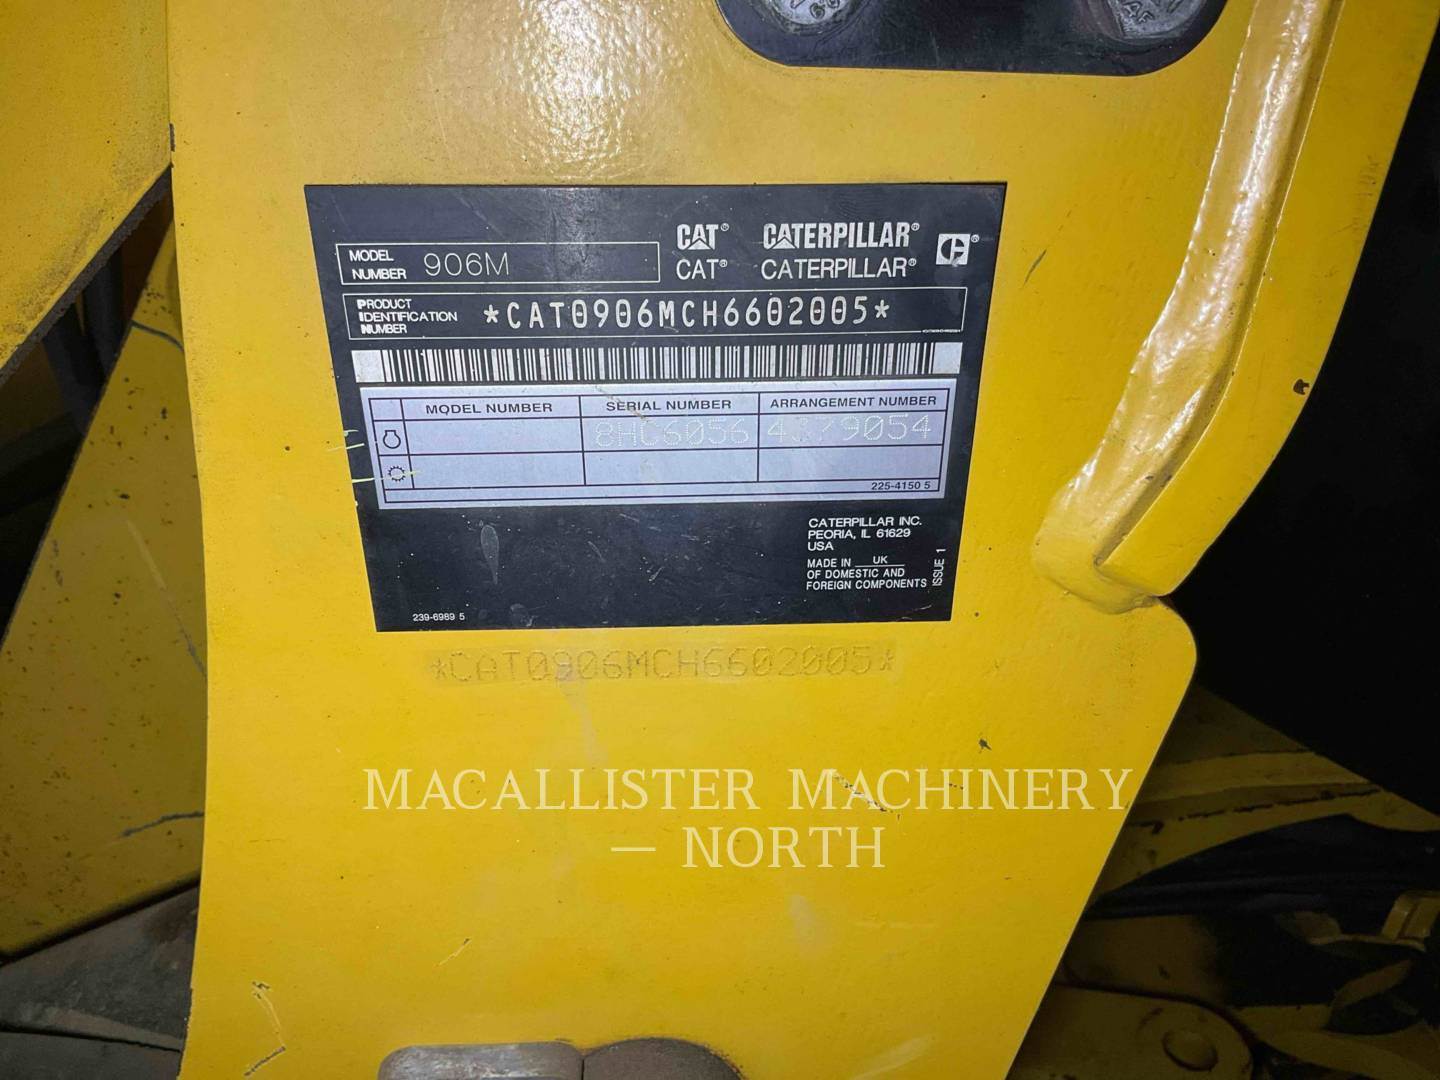 CAT® CATERPILLAR®
CAT® CATERPILLAR®
MODEL NUMBER 906M
PRODUCT IDENTIFICATION NUMBER *CAT0906MCH6602005*
MODEL NUMBER SERIAL NUMBER ARRANGEMENT NUMBER
8HC6056 4379054
225-4150 5
CATERPILLAR INC.
PEORIA, IL 61629
USA
MADE IN UK
OF DOMESTIC AND
FOREIGN COMPONENTS
ISSUE 1
239-6989 5
*CAT0906MCH6602005*
MACALLISTER MACHINERY
— NORTH